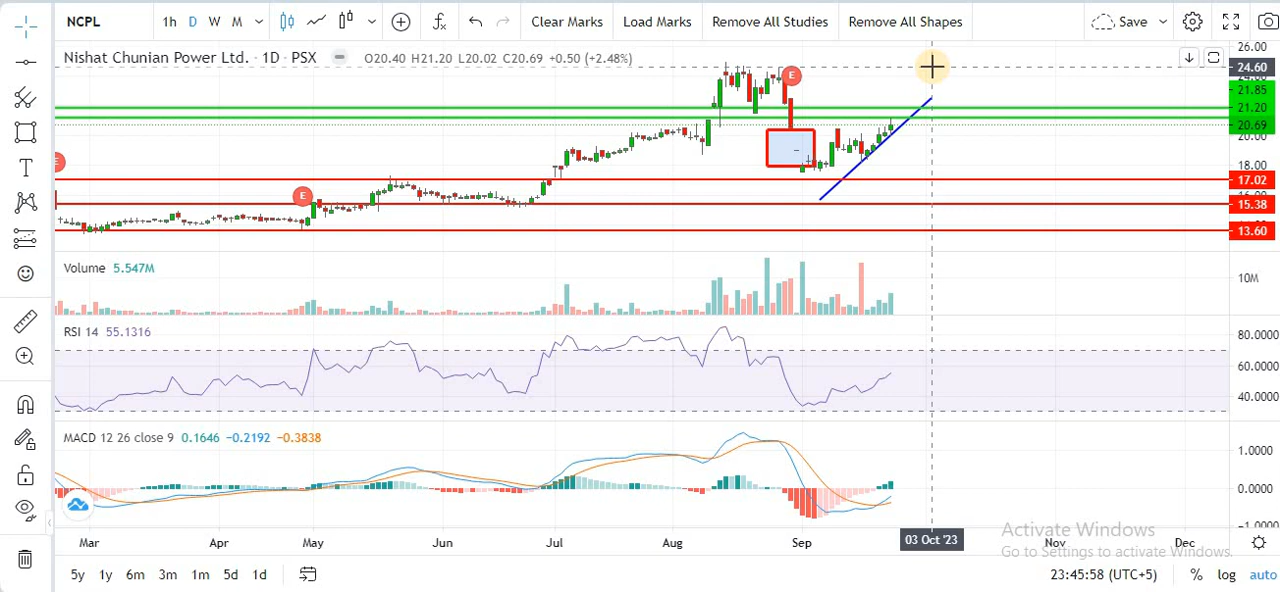 NCPL 1h D W M Clear Marks Load Marks Remove All Studies Remove All Shapes Save
Nishat Chunian Power Ltd. · 1D · PSX O20.40 H21.20 L20.02 C20.69 +0.50 (+2.48%)
26.00
24.60
21.85
21.20
20.69
20.00
18.00
17.02
15.38
13.60
E
E
E
Volume 5.547M
10M
RSI 14 55.1316
80.0000
60.0000
40.0000
MACD 12 26 close 9 0.1646 −0.2192 −0.3838
1.0000
0.0000
−1.0000
Mar Apr May Jun Jul Aug Sep 03 Oct '23 Nov Dec
Activate Windows
Go to Settings to activate Windows.
5y 1y 6m 3m 1m 5d 1d 23:45:58 (UTC+5) % log auto